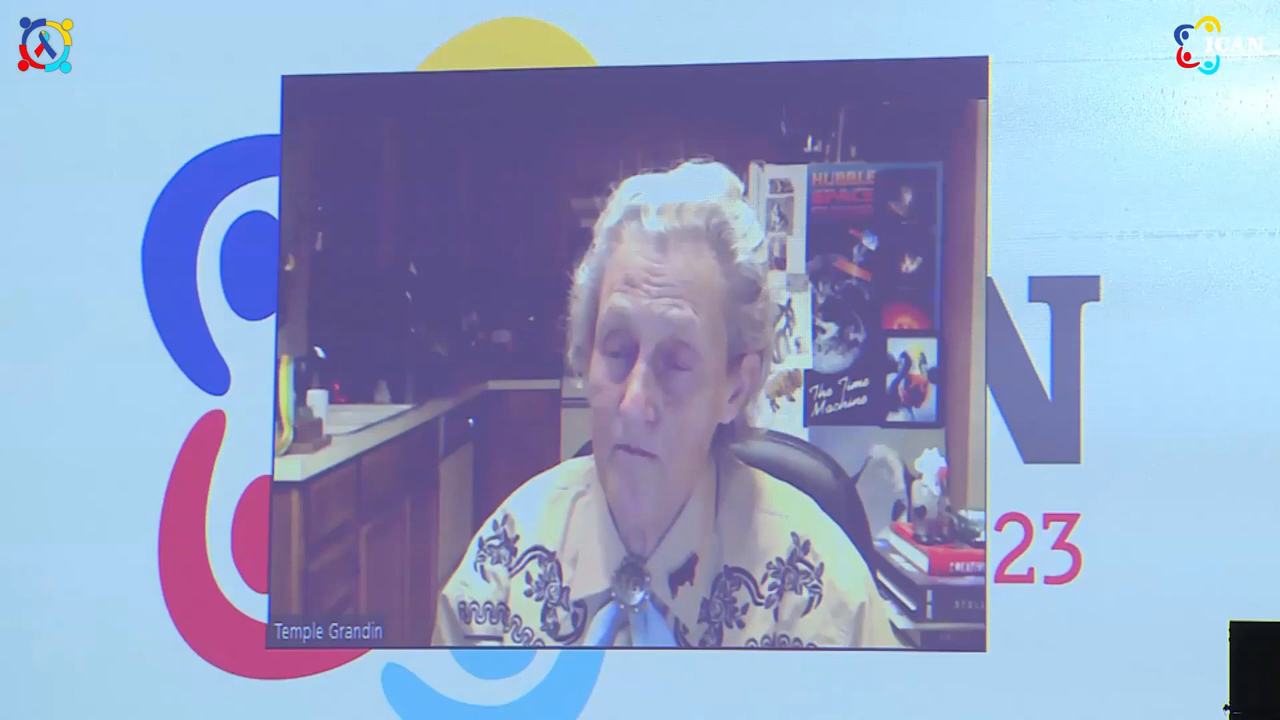 ICAN
HUBBLE
SPACE
The Time
Machine
N
23
Temple Grandin